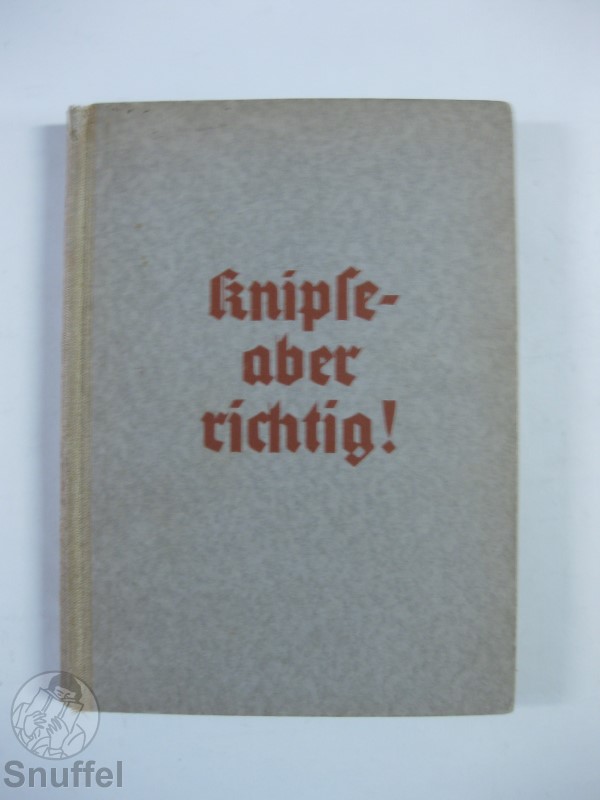 Knipſe-
aber
richtig!
Snuffel